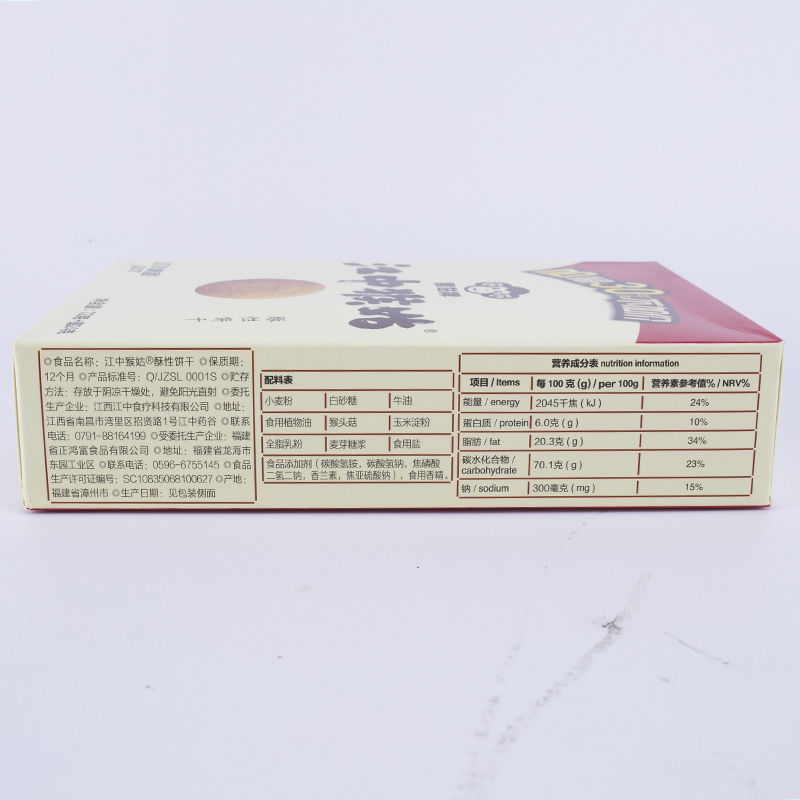 江中猴姑®
酥性饼干
◎食品名称：江中猴姑®酥性饼干 ◎保质期：
12个月 ◎产品标准号：Q/JZSL 0001S ◎贮存
方法：存放于阴凉干燥处，避免阳光直射 ◎委托
生产企业：江西江中食疗科技有限公司 ◎地址：
江西省南昌市湾里区招贤路1号江中药谷 ◎联系
电话：0791-88164199 ◎受委托生产企业：福建
省正鸿富食品有限公司 ◎地址：福建省龙海市
东园工业区 ◎联系电话：0596-6755145 ◎食品
生产许可证编号：SC10835068100627 ◎产地：
福建省漳州市 ◎生产日期：见包装侧面
配料表
小麦粉 白砂糖 牛油
食用植物油 猴头菇 玉米淀粉
全脂乳粉 麦芽糖浆 食用盐
食品添加剂（碳酸氢铵，碳酸氢钠，焦磷酸
二氢二钠，香兰素，焦亚硫酸钠），食用香精。
营养成分表 nutrition information
项目 / Items 每 100 克 (g) / per 100g 营养素参考值% / NRV%
能量 / energy 2045千焦 ( kJ ) 24%
蛋白质 / protein 6.0克 ( g ) 10%
脂肪 / fat 20.3克 ( g ) 34%
碳水化合物 / carbohydrate 70.1克 ( g ) 23%
钠 / sodium 300毫克 ( mg ) 15%